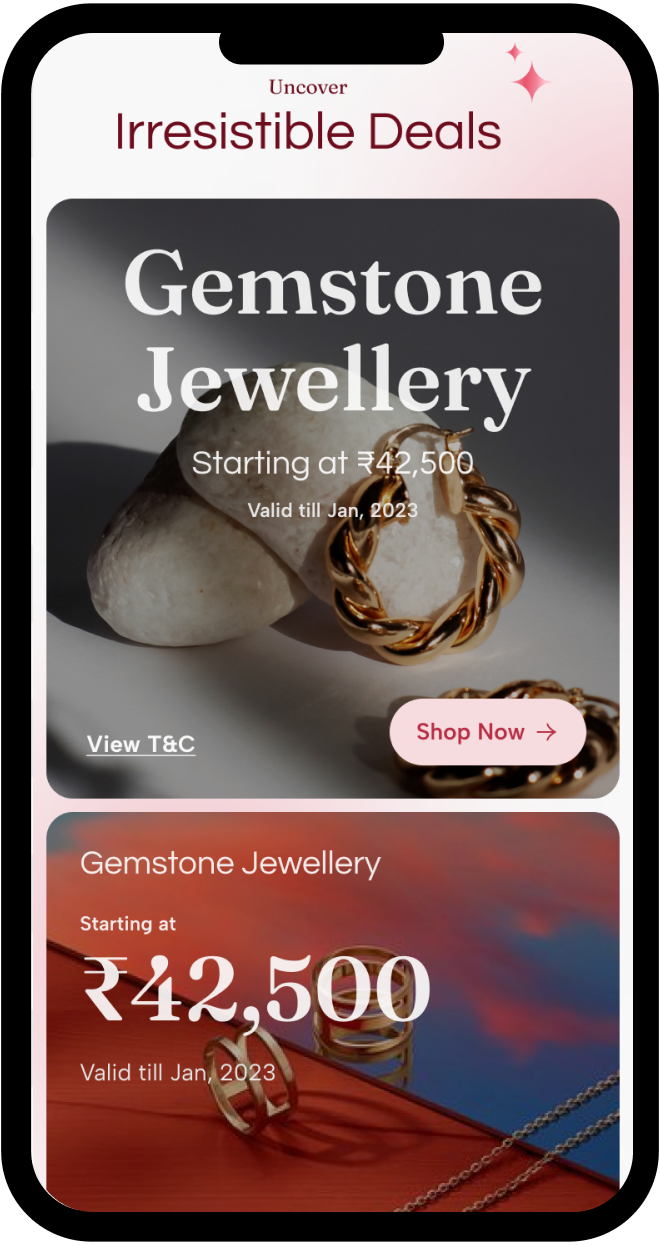 Uncover
Irresistible Deals
Gemstone
Jewellery
Starting at ₹42,500
Valid till Jan, 2023
View T&C
Shop Now →
Gemstone Jewellery
Starting at
₹42,500
Valid till Jan, 2023